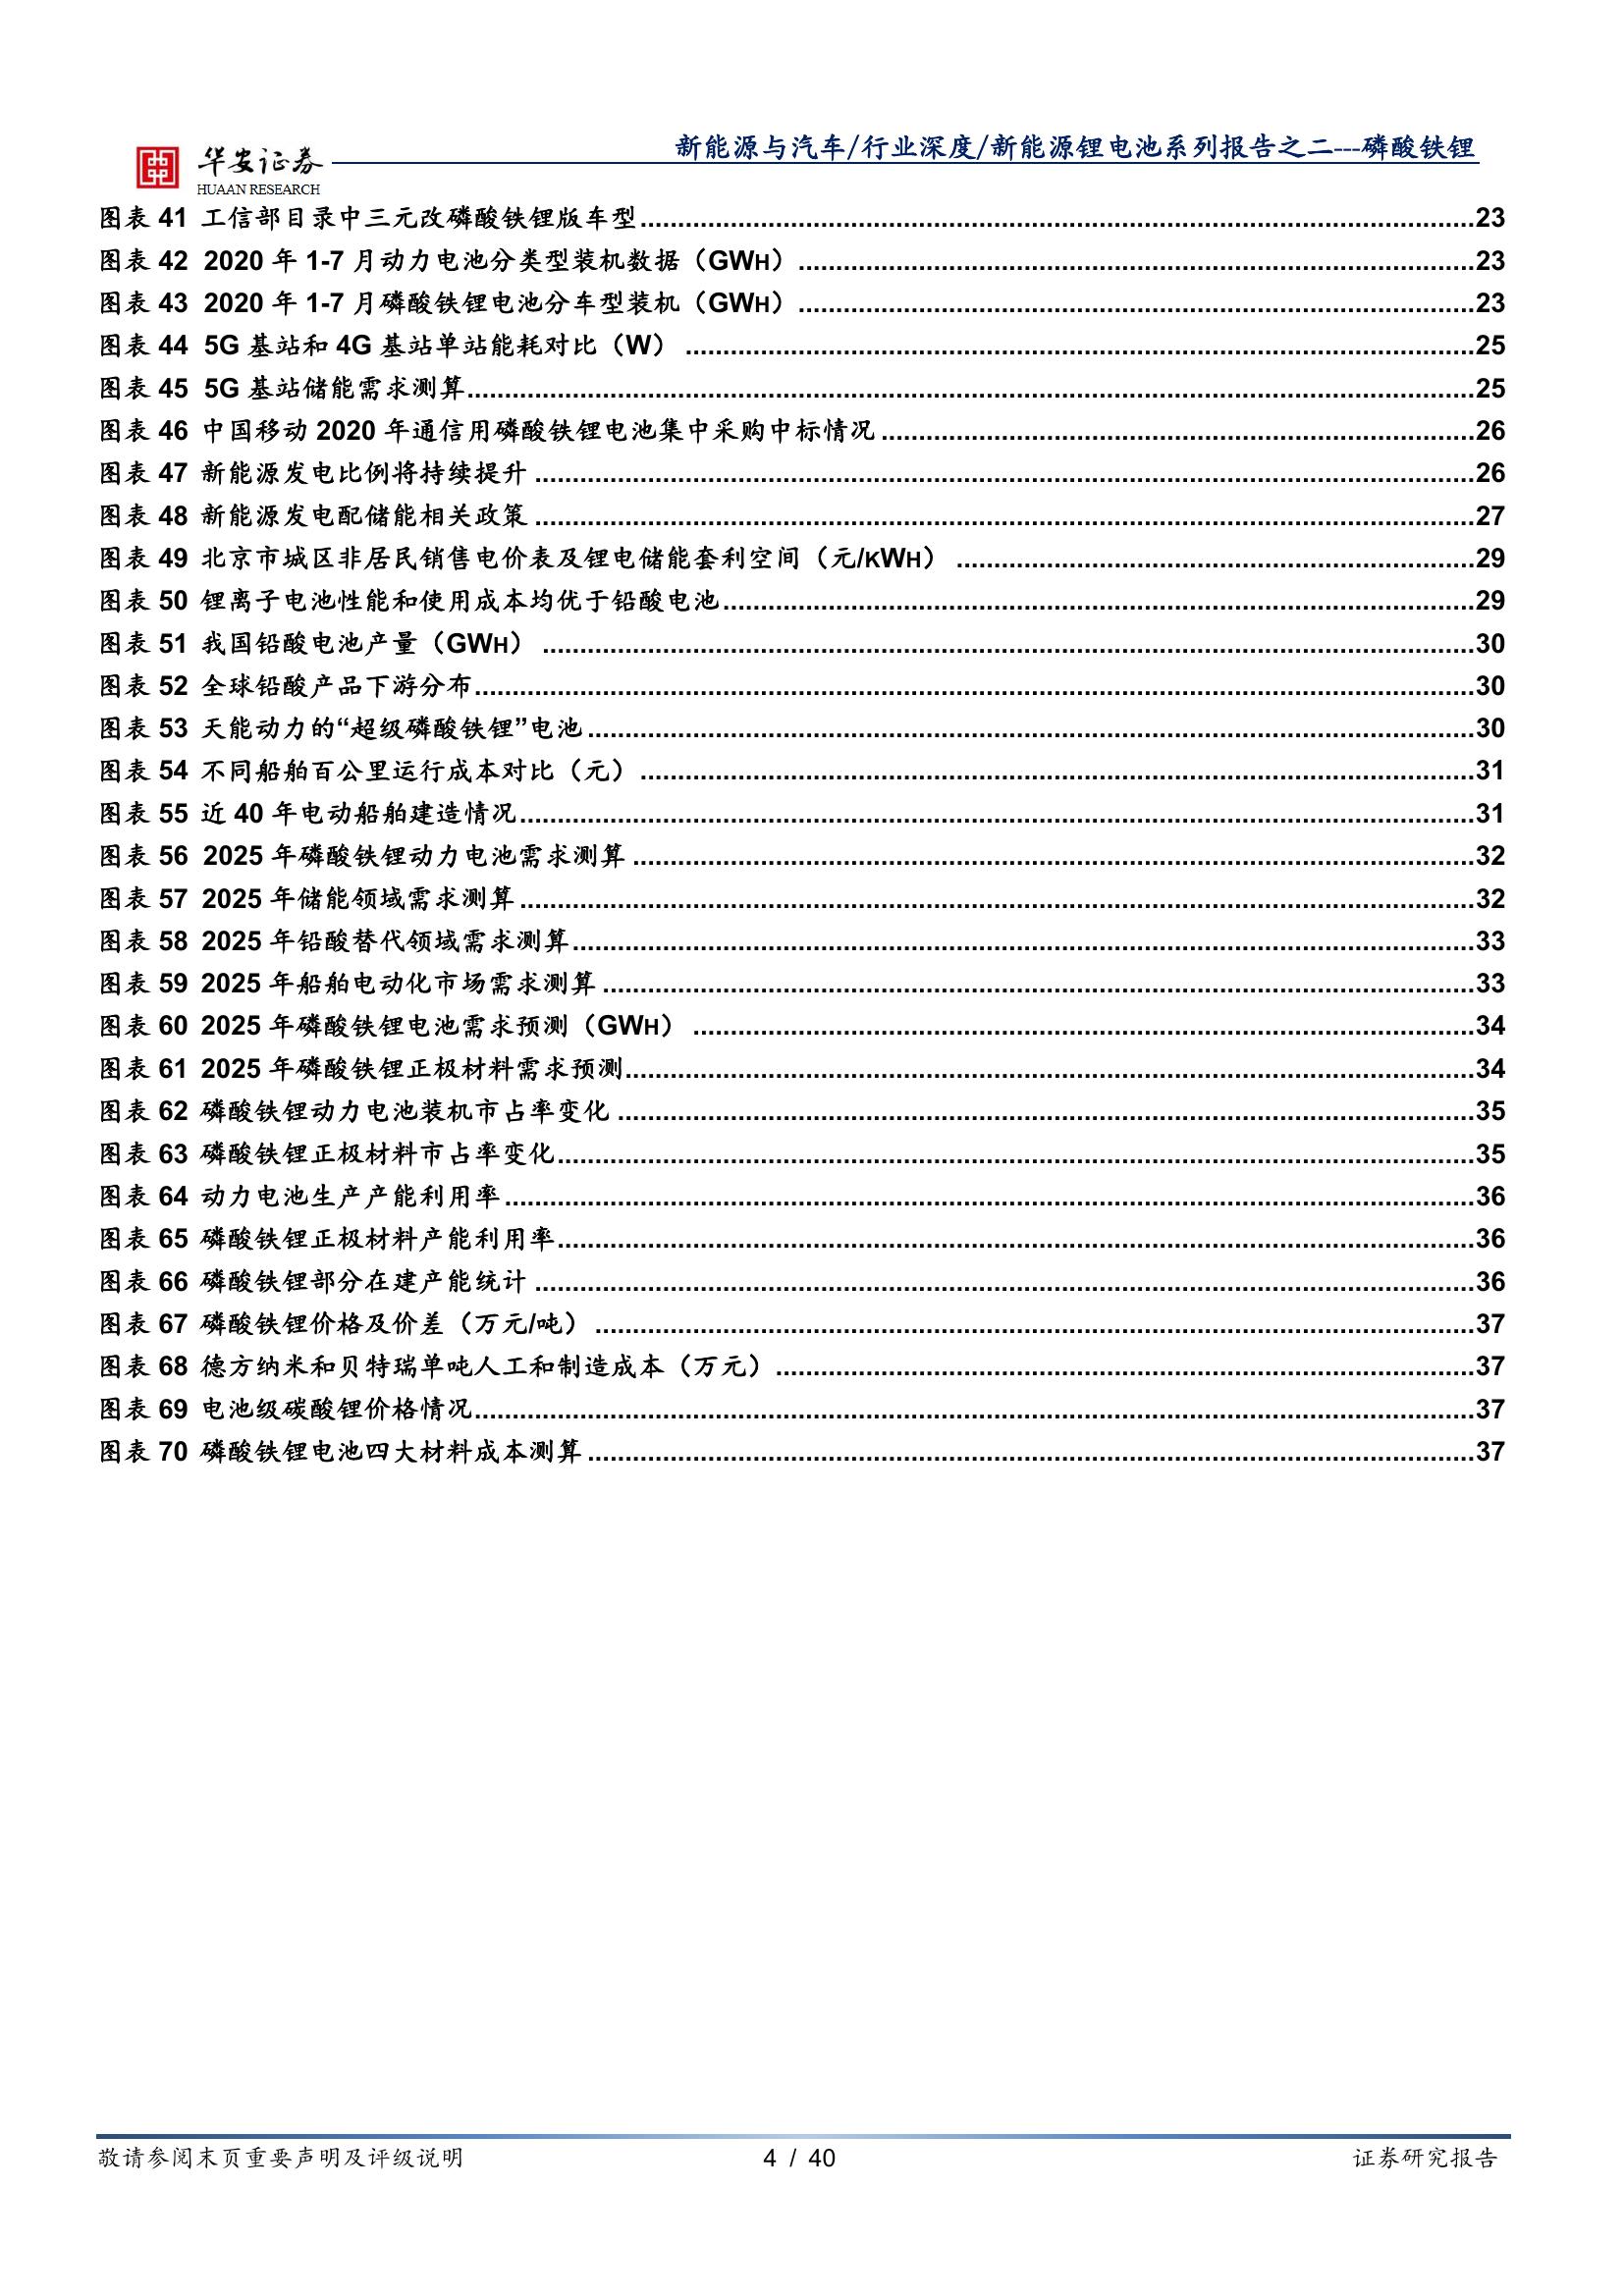 华安证券
HUAAN RESEARCH
新能源与汽车/行业深度/新能源锂电池系列报告之二---磷酸铁锂
图表 41 工信部目录中三元改磷酸铁锂版车型 23
图表 42 2020 年 1-7 月动力电池分类型装机数据（GWH） 23
图表 43 2020 年 1-7 月磷酸铁锂电池分车型装机（GWH） 23
图表 44 5G 基站和 4G 基站单站能耗对比（W） 25
图表 45 5G 基站储能需求测算 25
图表 46 中国移动 2020 年通信用磷酸铁锂电池集中采购中标情况 26
图表 47 新能源发电比例将持续提升 26
图表 48 新能源发电配储能相关政策 27
图表 49 北京市城区非居民销售电价表及锂电储能套利空间（元/KWH） 29
图表 50 锂离子电池性能和使用成本均优于铅酸电池 29
图表 51 我国铅酸电池产量（GWH） 30
图表 52 全球铅酸产品下游分布 30
图表 53 天能动力的“超级磷酸铁锂”电池 30
图表 54 不同船舶百公里运行成本对比（元） 31
图表 55 近 40 年电动船舶建造情况 31
图表 56 2025 年磷酸铁锂动力电池需求测算 32
图表 57 2025 年储能领域需求测算 32
图表 58 2025 年铅酸替代领域需求测算 33
图表 59 2025 年船舶电动化市场需求测算 33
图表 60 2025 年磷酸铁锂电池需求预测（GWH） 34
图表 61 2025 年磷酸铁锂正极材料需求预测 34
图表 62 磷酸铁锂动力电池装机市占率变化 35
图表 63 磷酸铁锂正极材料市占率变化 35
图表 64 动力电池生产产能利用率 36
图表 65 磷酸铁锂正极材料产能利用率 36
图表 66 磷酸铁锂部分在建产能统计 36
图表 67 磷酸铁锂价格及价差（万元/吨） 37
图表 68 德方纳米和贝特瑞单吨人工和制造成本（万元） 37
图表 69 电池级碳酸锂价格情况 37
图表 70 磷酸铁锂电池四大材料成本测算 37
敬请参阅末页重要声明及评级说明
4 / 40
证券研究报告